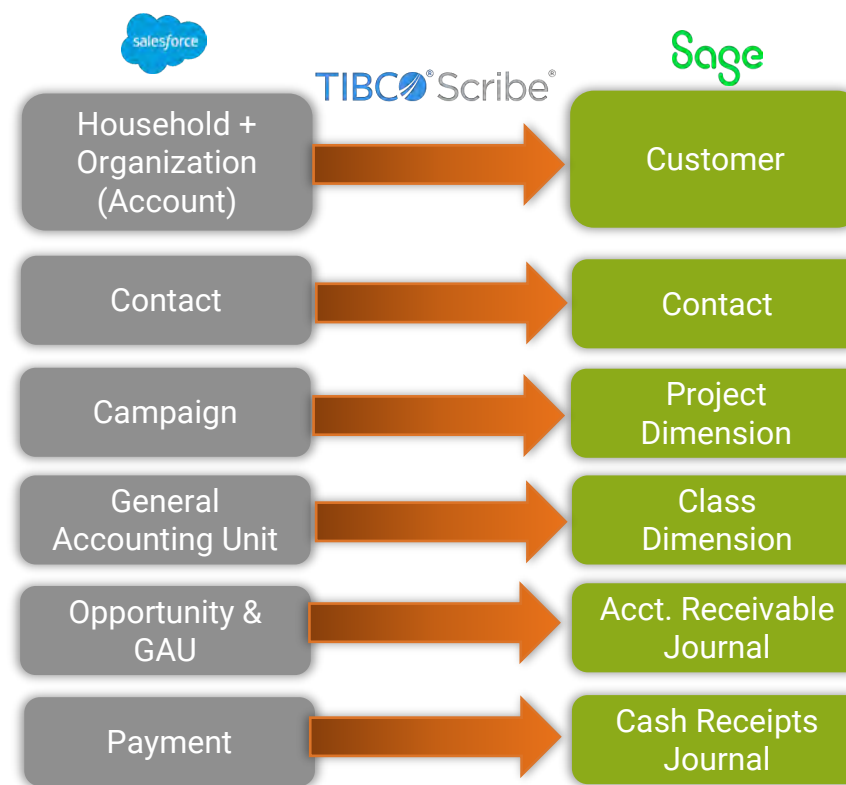 salesforce
TIBCO® Scribe®
Sage
Household +
Organization
(Account)
Customer
Contact
Contact
Campaign
Project
Dimension
General
Accounting Unit
Class
Dimension
Opportunity &
GAU
Acct. Receivable
Journal
Payment
Cash Receipts
Journal